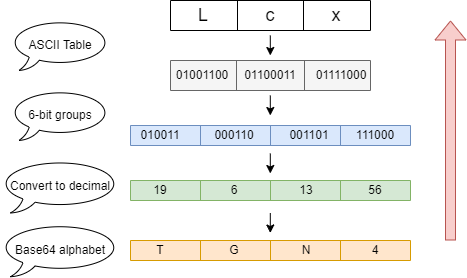 L c x
ASCII Table
01001100 01100011 01111000
6-bit groups
010011 000110 001101 111000
Convert to decimal
19 6 13 56
Base64 alphabet
T G N 4